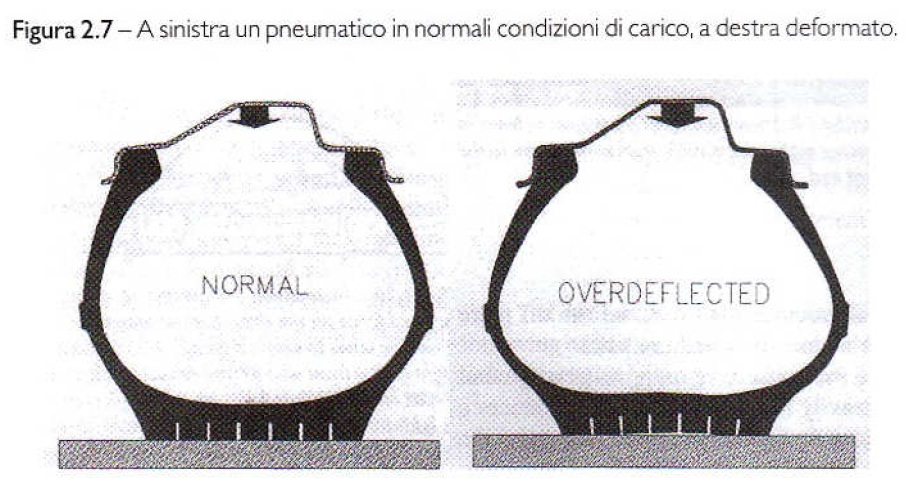 Figura 2.7 – A sinistra un pneumatico in normali condizioni di carico, a destra deformato.
NORMAL
OVERDEFLECTED